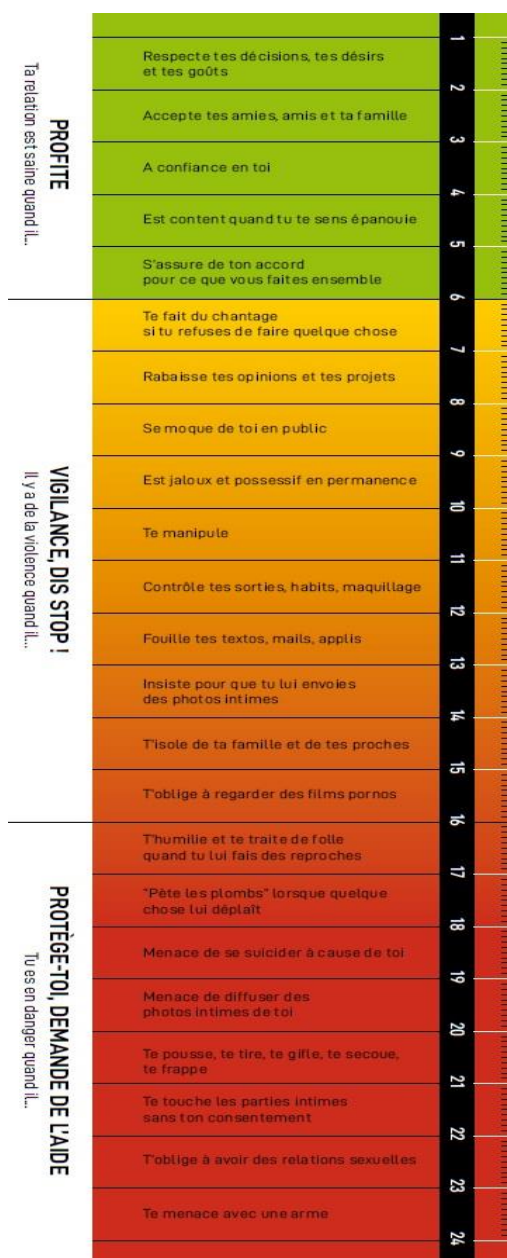 PROFITE
Ta relation est saine quand il...
1
Respecte tes décisions, tes désirs
et tes goûts
2
Accepte tes amies, amis et ta famille
3
A confiance en toi
4
Est content quand tu te sens épanouie
5
S'assure de ton accord
pour ce que vous faites ensemble
6
VIGILANCE, DIS STOP !
Il y a de la violence quand il...
Te fait du chantage
si tu refuses de faire quelque chose
7
Rabaisse tes opinions et tes projets
8
Se moque de toi en public
9
Est jaloux et possessif en permanence
10
Te manipule
11
Contrôle tes sorties, habits, maquillage
12
Fouille tes textos, mails, applis
13
Insiste pour que tu lui envoies
des photos intimes
14
T'isole de ta famille et de tes proches
15
T'oblige à regarder des films pornos
16
PROTÈGE-TOI, DEMANDE DE L'AIDE
Tu es en danger quand il...
T'humilie et te traite de folle
quand tu lui fais des reproches
17
"Pète les plombs" lorsque quelque
chose lui déplaît
18
Menace de se suicider à cause de toi
19
Menace de diffuser des
photos intimes de toi
20
Te pousse, te tire, te gifle, te secoue,
te frappe
21
Te touche les parties intimes
sans ton consentement
22
T'oblige à avoir des relations sexuelles
23
Te menace avec une arme
24